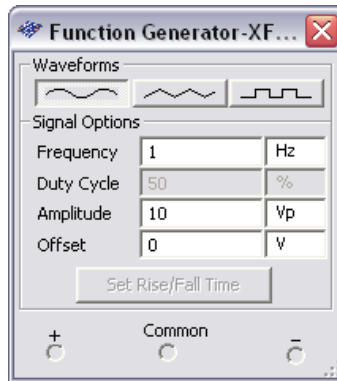 Function Generator-XF...
Waveforms
Signal Options
Frequency 1 Hz
Duty Cycle 50 %
Amplitude 10 Vp
Offset 0 V
Set Rise/Fall Time
+ Common −